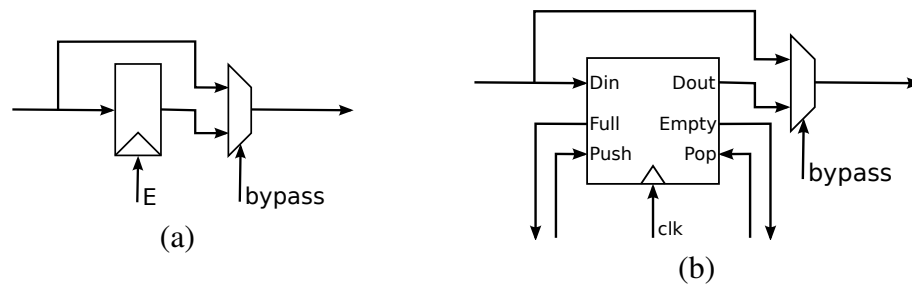 E
bypass
(a)
Din Dout
Full Empty
Push Pop
clk
bypass
(b)